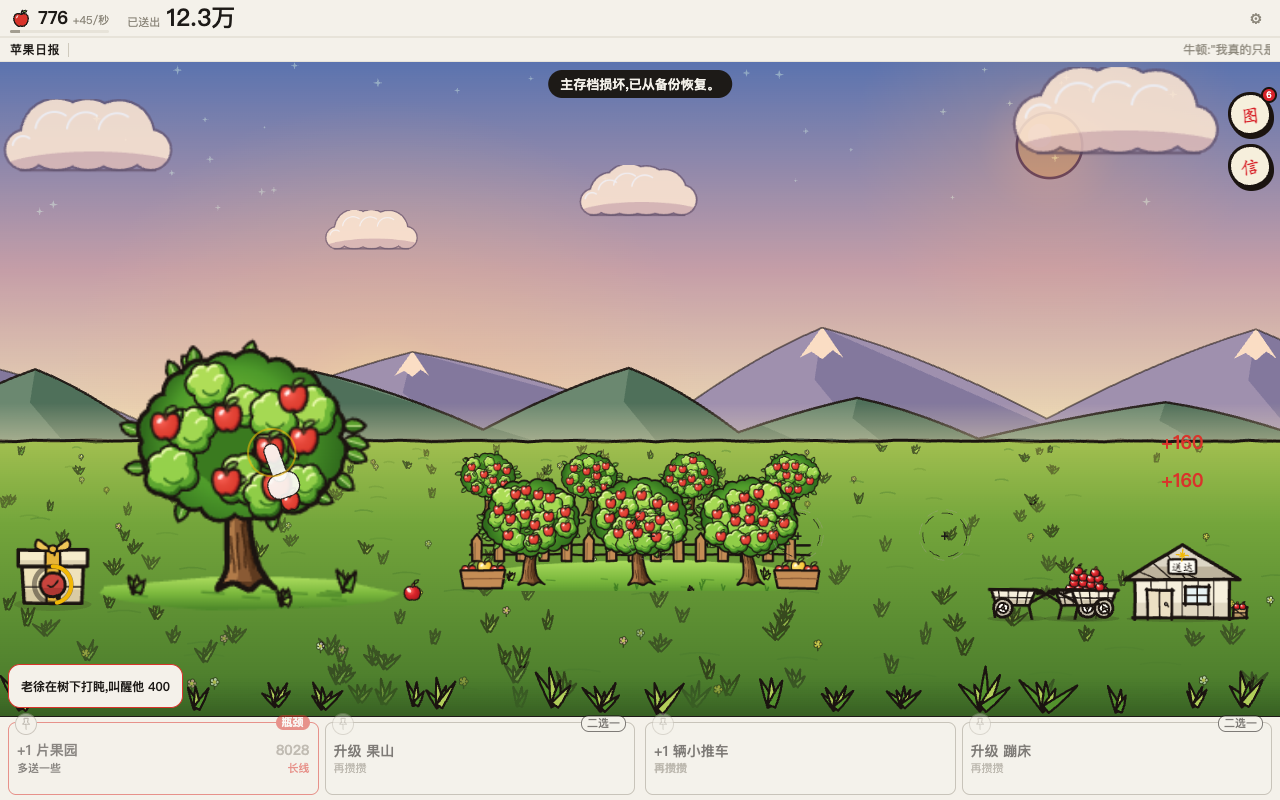 776 +45/秒 已送出 12.3万
苹果日报
牛顿:"我真的只是
主存档损坏,已从备份恢复。
6
图
信
+160
+160
送达
老徐在树下打盹,叫醒他 400
瓶颈
+1 片果园 8028
多送一些 长线
二选一
升级 果山
再攒攒
+1 辆小推车
再攒攒
二选一
升级 蹦床
再攒攒